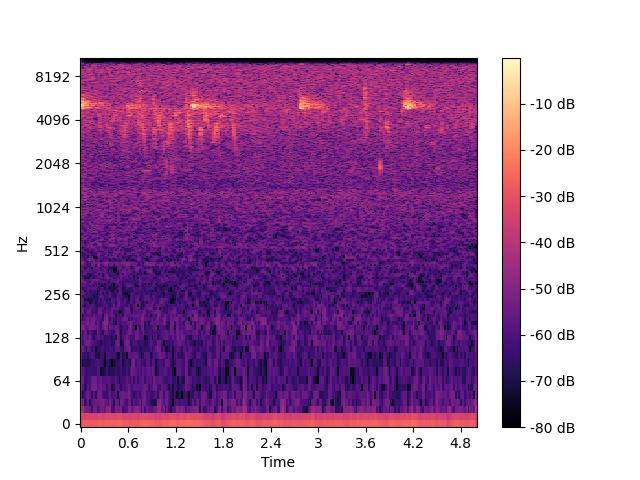 8192
4096
2048
1024
512
256
128
64
0
Hz
0 0.6 1.2 1.8 2.4 3 3.6 4.2 4.8
Time
-10 dB
-20 dB
-30 dB
-40 dB
-50 dB
-60 dB
-70 dB
-80 dB